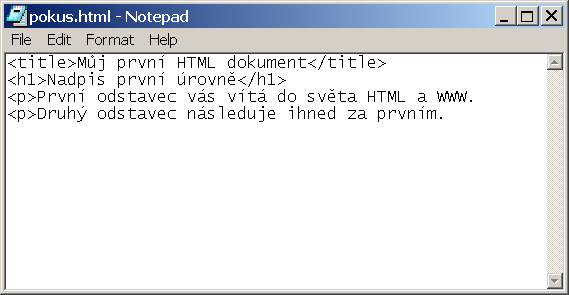 pokus.html - Notepad
File Edit Format Help
<title>Můj první HTML dokument</title>
<h1>Nadpis první úrovně</h1>
<p>První odstavec vás vítá do světa HTML a WWW.
<p>Druhý odstavec následuje ihned za prvním.